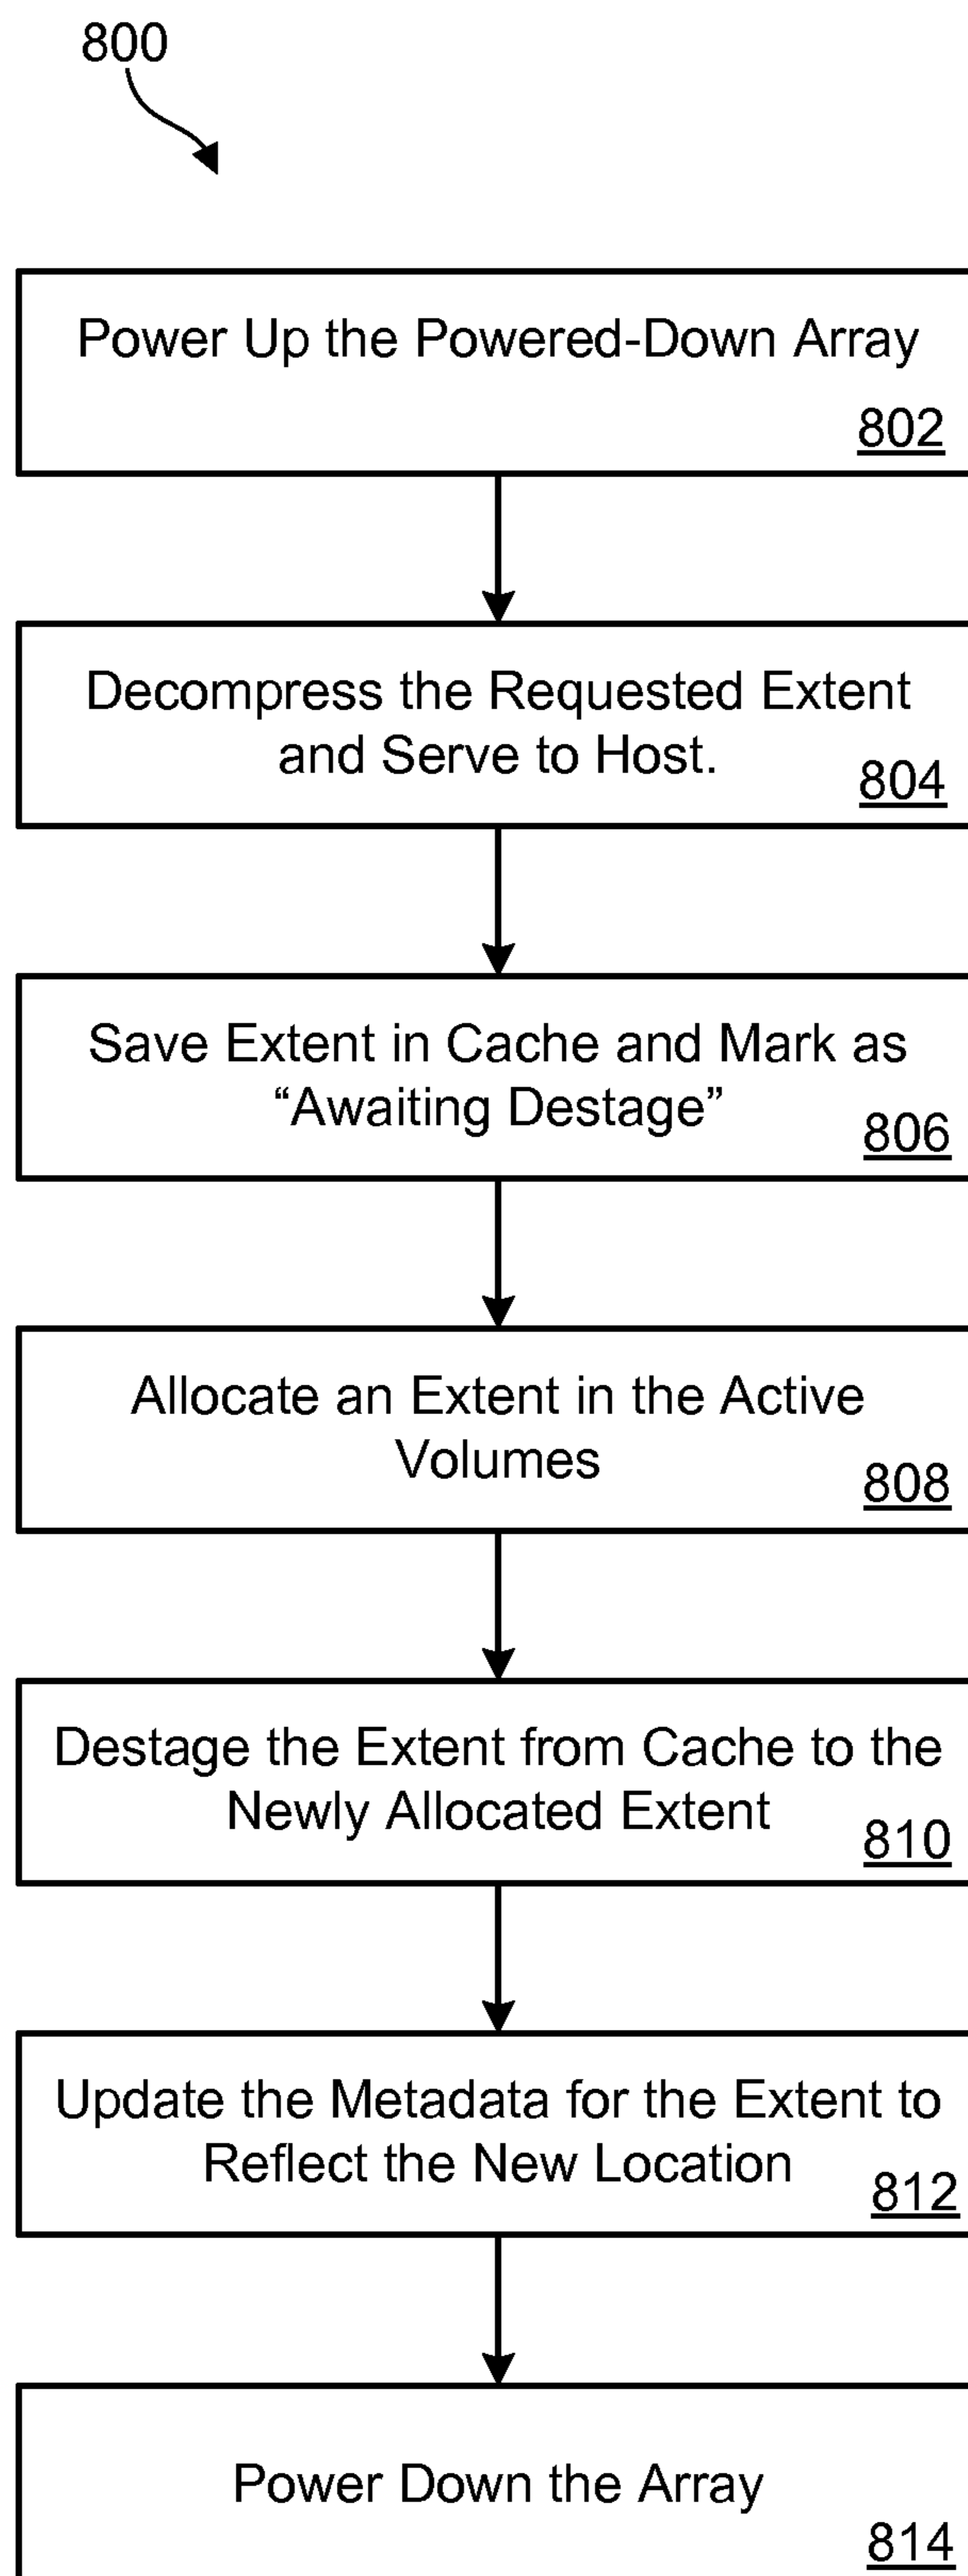 800
Power Up the Powered-Down Array
802
Decompress the Requested Extent
and Serve to Host.
804
Save Extent in Cache and Mark as
“Awaiting Destage”
806
Allocate an Extent in the Active
Volumes
808
Destage the Extent from Cache to the
Newly Allocated Extent
810
Update the Metadata for the Extent to
Reflect the New Location
812
Power Down the Array
814